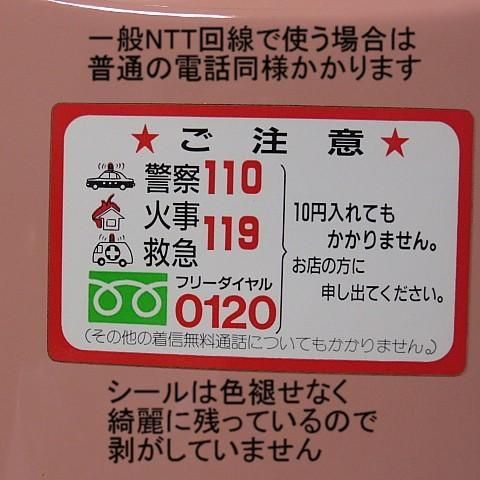 一般NTT回線で使う場合は
普通の電話同様かかります
★ ご注意 ★
警察110
火事
救急
119
フリーダイヤル
0120
10円入れても
かかりません。
お店の方に
申し出てください。
(その他の着信無料通話についてもかかりません。)
シールは色褪せなく
綺麗に残っているので
剥がしていません